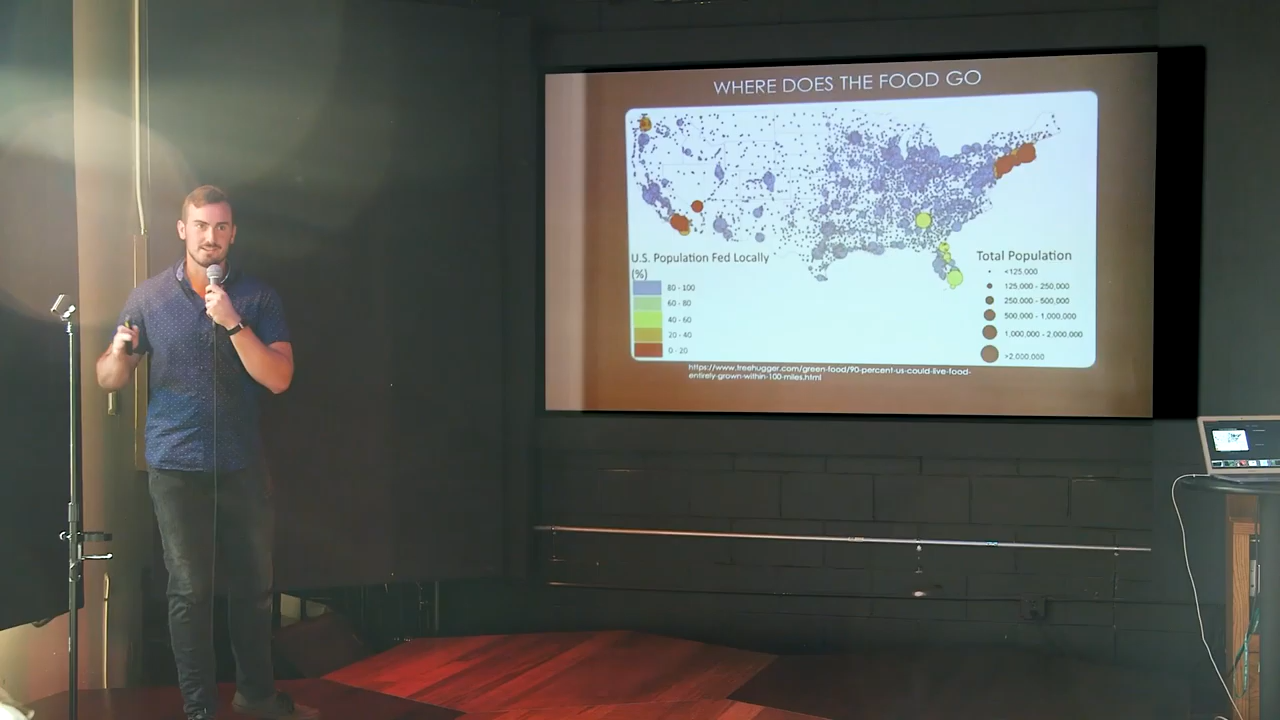 WHERE DOES THE FOOD GO
U.S. Population Fed Locally
(%)
80 - 100
60 - 80
40 - 60
20 - 40
0 - 20
Total Population
<125,000
125,000 - 250,000
250,000 - 500,000
500,000 - 1,000,000
1,000,000 - 2,000,000
>2,000,000
https://www.treehugger.com/green-food/90-percent-us-could-live-food-
entirely-grown-within-100-miles.html